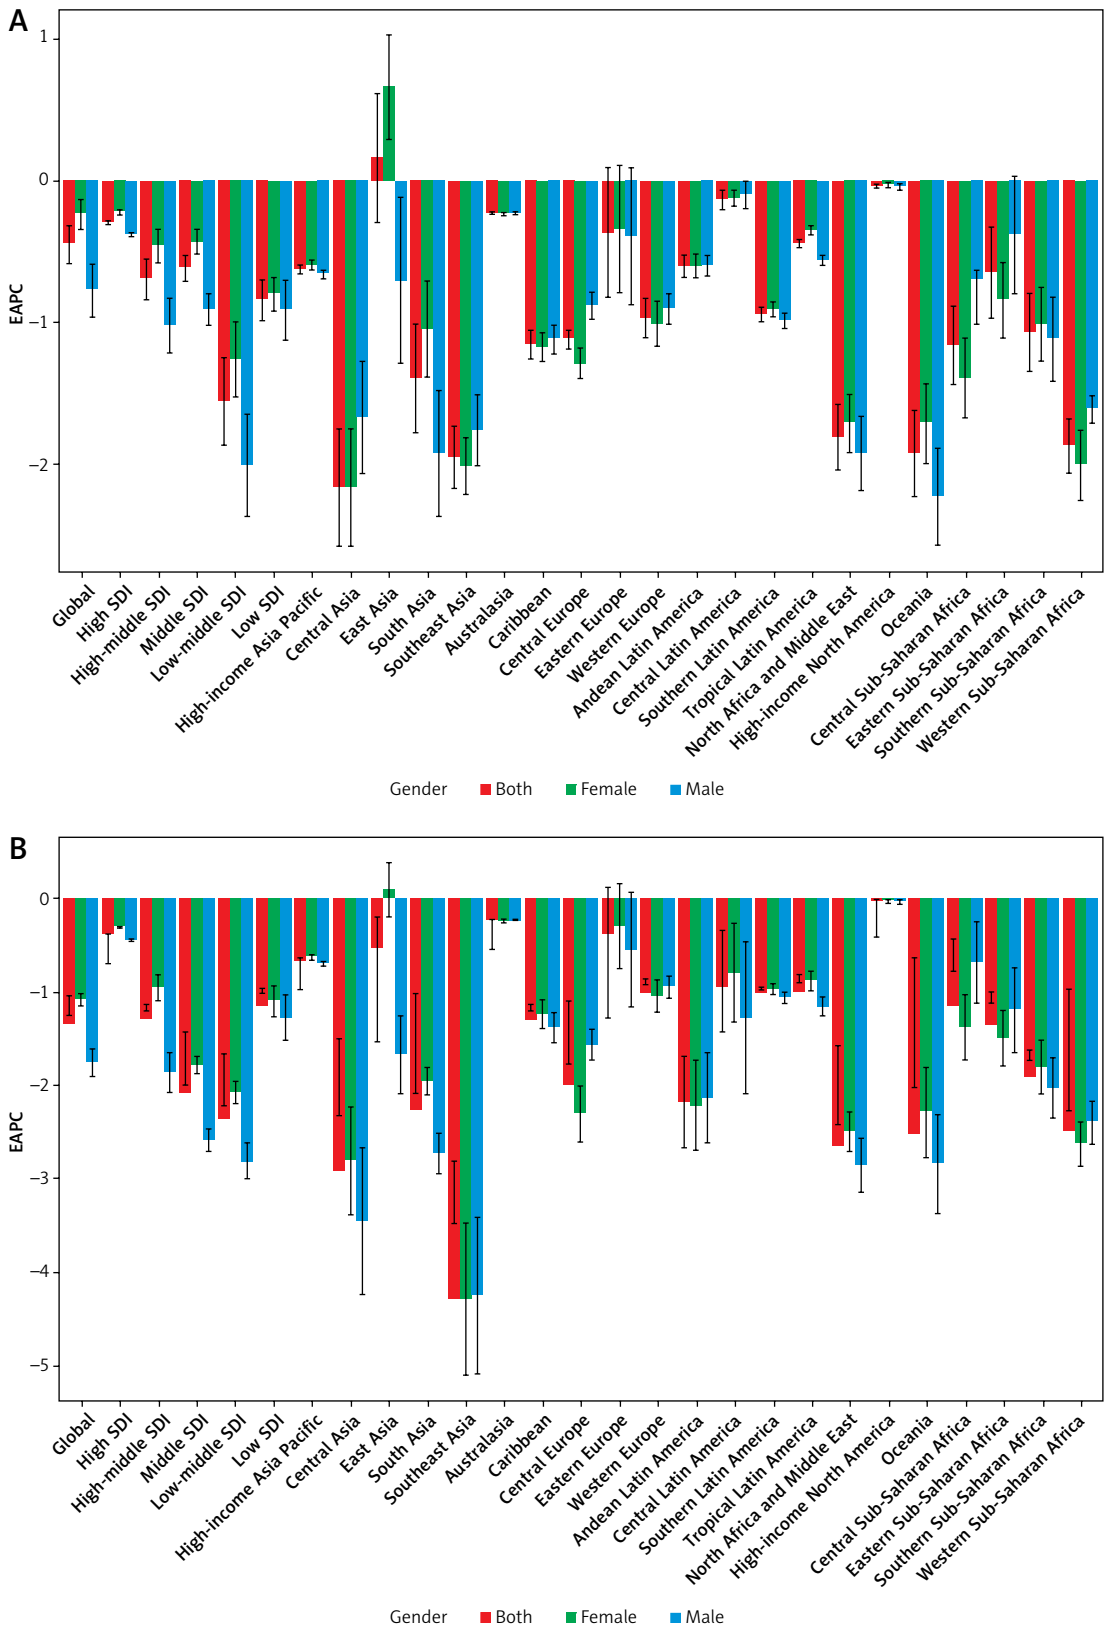 A
1
0
−1
−2
EAPC
Global
High SDI
High-middle SDI
Middle SDI
Low-middle SDI
Low SDI
High-income Asia Pacific
Central Asia
East Asia
South Asia
Southeast Asia
Australasia
Caribbean
Central Europe
Eastern Europe
Western Europe
Andean Latin America
Central Latin America
Southern Latin America
Tropical Latin America
North Africa and Middle East
High-income North America
Oceania
Central Sub-Saharan Africa
Eastern Sub-Saharan Africa
Southern Sub-Saharan Africa
Western Sub-Saharan Africa
Gender Both Female Male
B
0
−1
−2
−3
−4
−5
EAPC
Global
High SDI
High-middle SDI
Middle SDI
Low-middle SDI
Low SDI
High-income Asia Pacific
Central Asia
East Asia
South Asia
Southeast Asia
Australasia
Caribbean
Central Europe
Eastern Europe
Western Europe
Andean Latin America
Central Latin America
Southern Latin America
Tropical Latin America
North Africa and Middle East
High-income North America
Oceania
Central Sub-Saharan Africa
Eastern Sub-Saharan Africa
Southern Sub-Saharan Africa
Western Sub-Saharan Africa
Gender Both Female Male